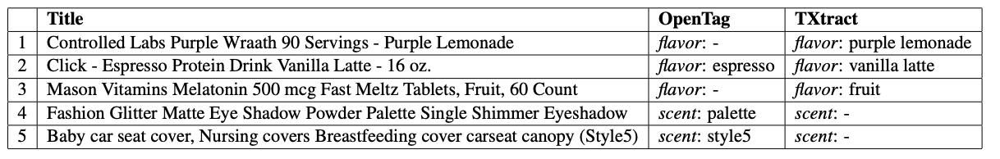 Title OpenTag TXtract
1 Controlled Labs Purple Wraath 90 Servings - Purple Lemonade flavor: - flavor: purple lemonade
2 Click - Espresso Protein Drink Vanilla Latte - 16 oz. flavor: espresso flavor: vanilla latte
3 Mason Vitamins Melatonin 500 mcg Fast Meltz Tablets, Fruit, 60 Count flavor: - flavor: fruit
4 Fashion Glitter Matte Eye Shadow Powder Palette Single Shimmer Eyeshadow scent: palette scent: -
5 Baby car seat cover, Nursing covers Breastfeeding cover carseat canopy (Style5) scent: style5 scent: -